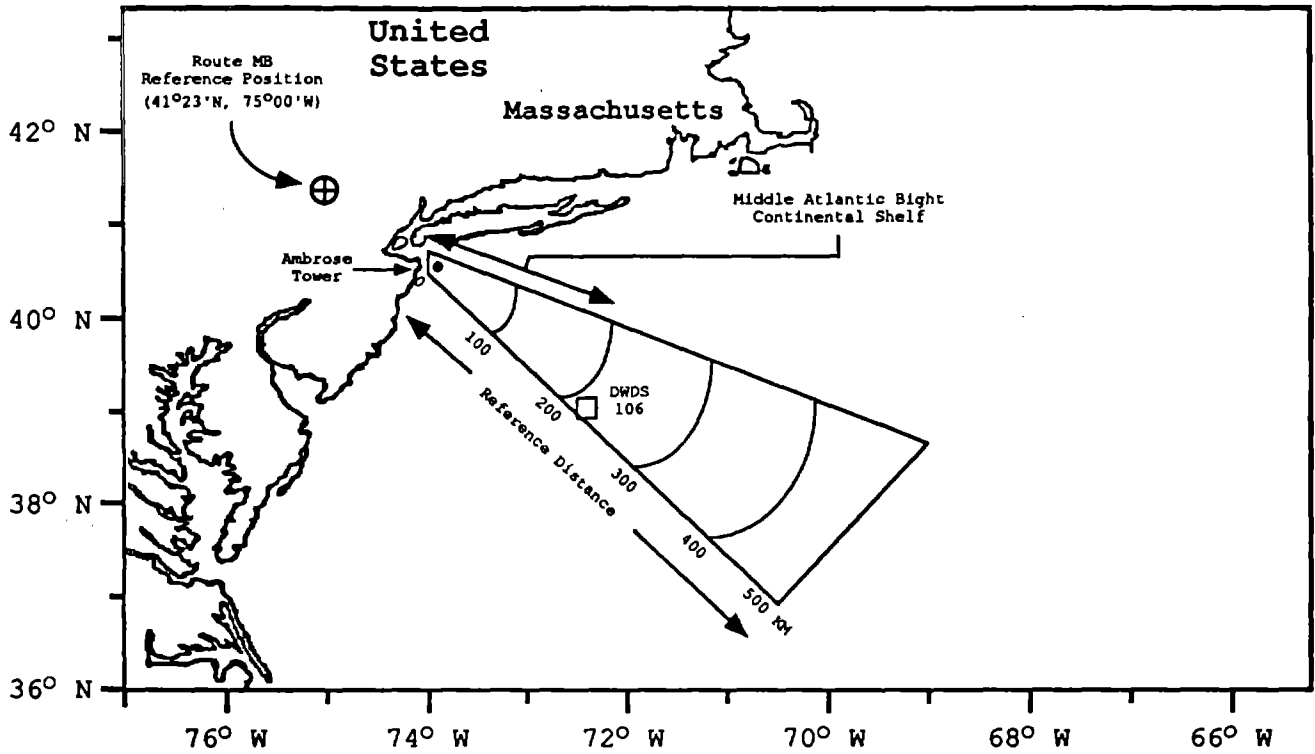 United
States
Route MB
Reference Position
(41°23'N, 75°00'W)
Massachusetts
42° N
Middle Atlantic Bight
Continental Shelf
Ambrose
Tower
40° N
100
200
DWDS
106
Reference Distance
300
38° N
400
500 KM
36° N
76° W
74° W
72° W
70° W
68° W
66° W